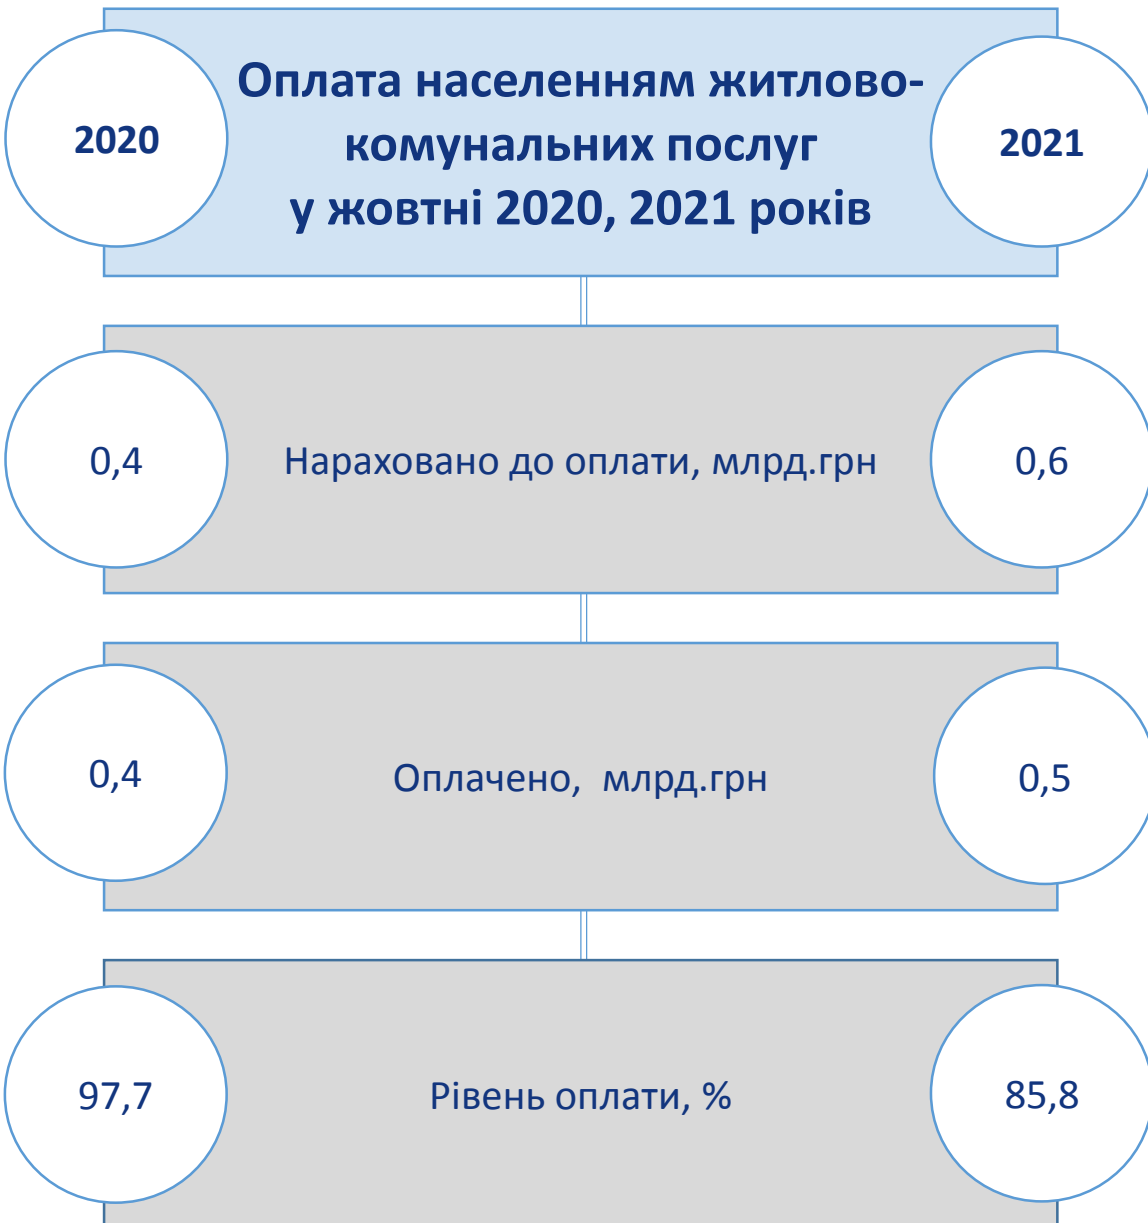 2020
Оплата населенням житлово-
комунальних послуг
у жовтні 2020, 2021 років
2021
0,4
Нараховано до оплати, млрд.грн
0,6
0,4
Оплачено, млрд.грн
0,5
97,7
Рівень оплати, %
85,8